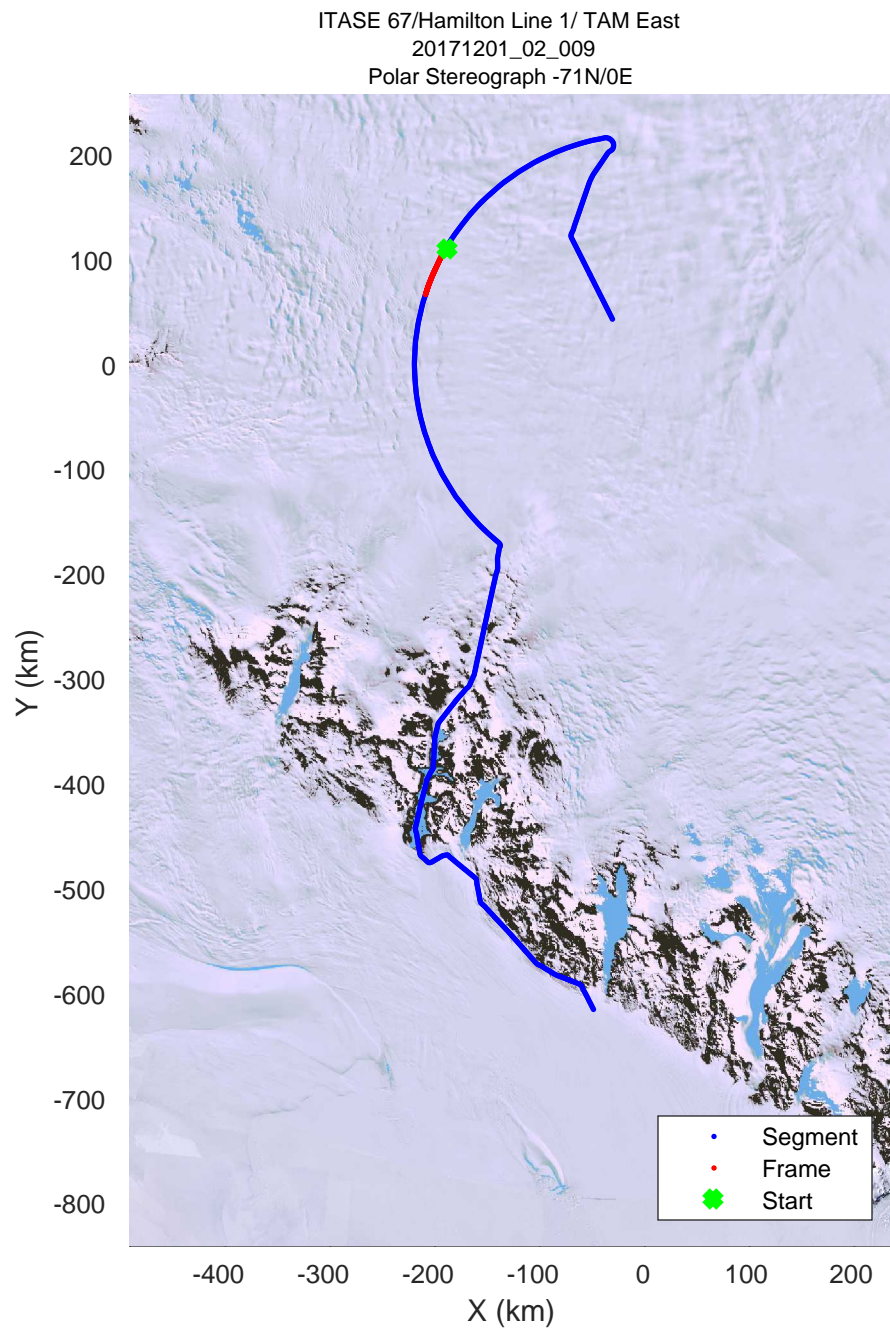 ITASE 67/Hamilton Line 1/ TAM East
20171201_02_009
Polar Stereograph -71N/0E
200
100
0
-100
-200
-300
-400
-500
-600
-700
-800
Y (km)
-400 -300 -200 -100 0 100 200
X (km)
Segment
Frame
Start